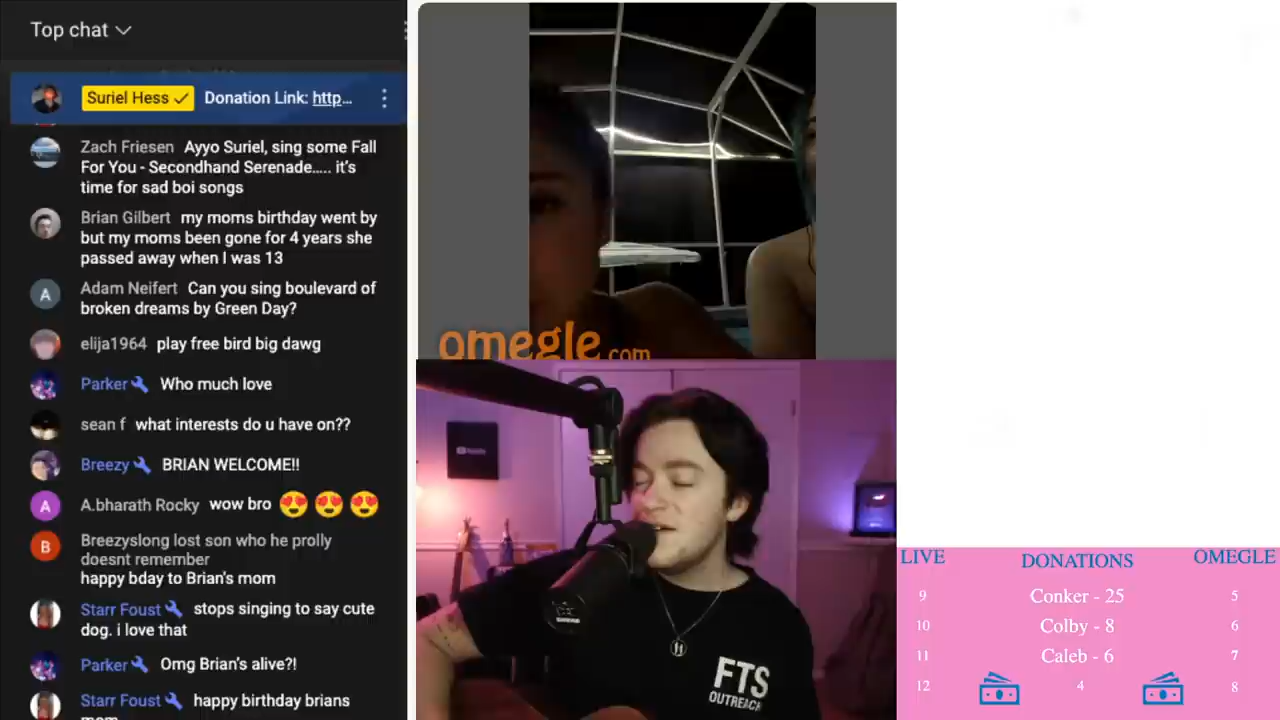 Top chat
Suriel Hess Donation Link: http...
Zach Friesen Ayyo Suriel, sing some Fall
For You - Secondhand Serenade..... it's
time for sad boi songs
Brian Gilbert my moms birthday went by
but my moms been gone for 4 years she
passed away when I was 13
A
Adam Neifert Can you sing boulevard of
broken dreams by Green Day?
elija1964 play free bird big dawg
Parker Who much love
sean f what interests do u have on??
Breezy BRIAN WELCOME!!
A
A.bharath Rocky wow bro
B
Breezyslong lost son who he prolly
doesnt remember
happy bday to Brian's mom
Starr Foust stops singing to say cute
dog. i love that
Parker Omg Brian's alive?!
Starr Foust happy birthday brians
mom
omegle.com
FTS
OUTREACH
LIVE DONATIONS OMEGLE
9 Conker - 25 5
10 Colby - 8 6
11 Caleb - 6 7
12 4 8